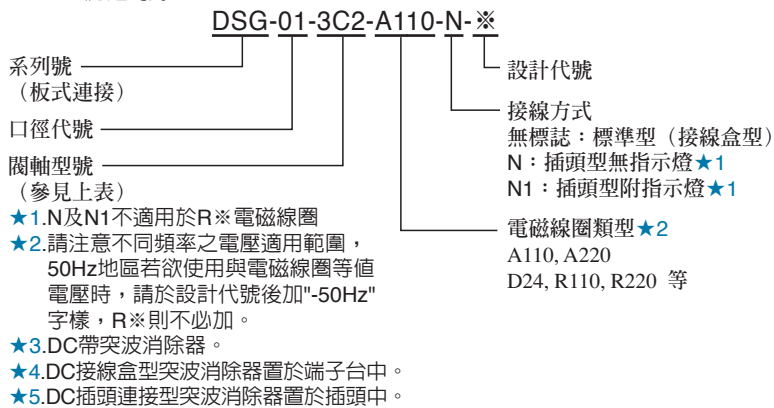 DSG-01-3C2-A110-N-※
系列號
（板式連接）
口徑代號
閥軸型號
（參見上表）
設計代號
接線方式
無標誌：標準型（接線盒型）
N：插頭型無指示燈★1
N1：插頭型附指示燈★1
電磁線圈類型★2
A110, A220
D24, R110, R220 等
★1.N及N1不適用於R※電磁線圈
★2.請注意不同頻率之電壓適用範圍，
50Hz地區若欲使用與電磁線圈等值
電壓時，請於設計代號後加"-50Hz"
字樣，R※則不必加。
★3.DC帶突波消除器。
★4.DC接線盒型突波消除器置於端子台中。
★5.DC插頭連接型突波消除器置於插頭中。